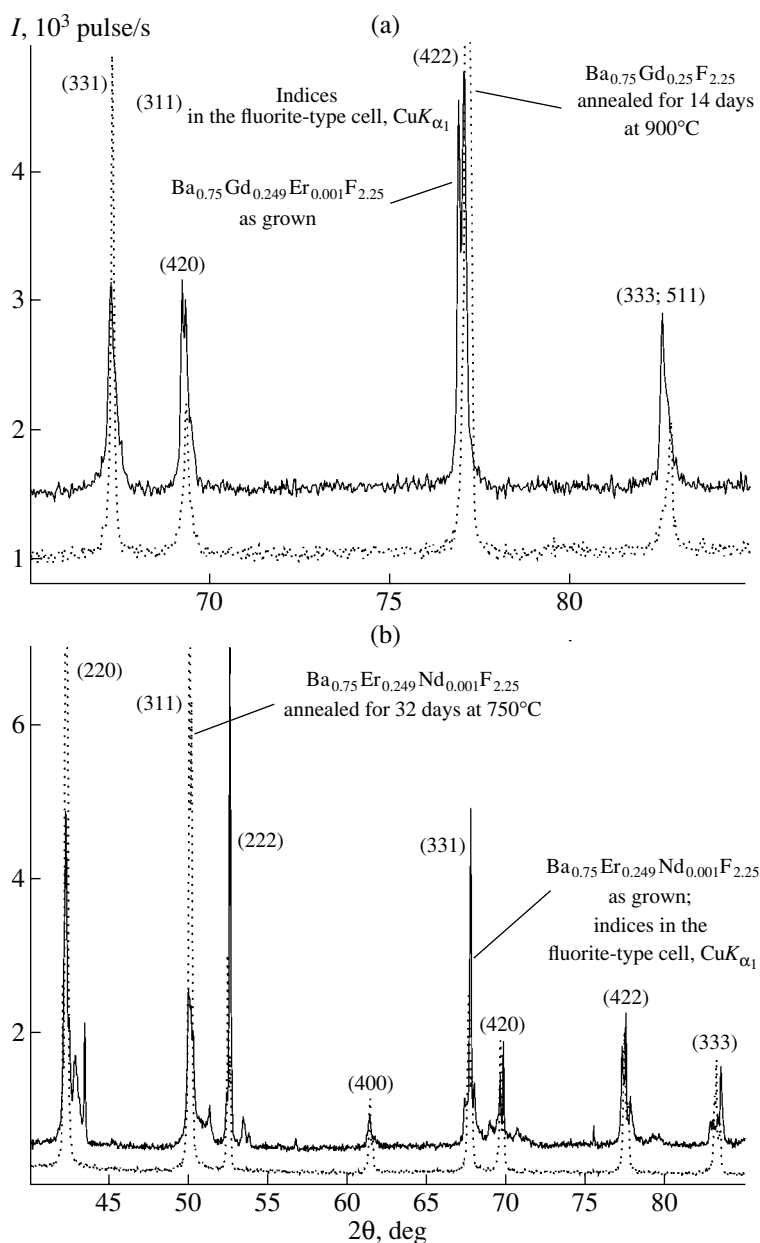 I, 10³ pulse/s
(a)
(331)
(311)
Indices
in the fluorite-type cell, CuKα₁
(422)
Ba₀.₇₅Gd₀.₂₅F₂.₂₅
annealed for 14 days
at 900°C
4
Ba₀.₇₅Gd₀.₂₄₉Er₀.₀₀₁F₂.₂₅
as grown
(420)
(333; 511)
3
2
1
70 75 80
(b)
(220)
(311)
Ba₀.₇₅Er₀.₂₄₉Nd₀.₀₀₁F₂.₂₅
annealed for 32 days at 750°C
6
(222)
(331)
Ba₀.₇₅Er₀.₂₄₉Nd₀.₀₀₁F₂.₂₅
as grown;
indices in the
fluorite-type cell, CuKα₁
4
2
(400)
(420)
(422)
(333)
45 50 55 60 65 70 75 80
2θ, deg